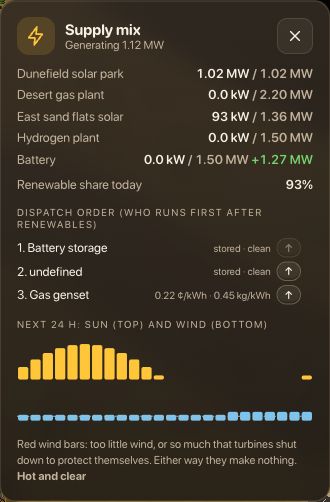 Supply mix
Generating 1.12 MW
Dunefield solar park 1.02 MW / 1.02 MW
Desert gas plant 0.0 kW / 2.20 MW
East sand flats solar 93 kW / 1.36 MW
Hydrogen plant 0.0 kW / 1.50 MW
Battery 0.0 kW / 1.50 MW +1.27 MW
Renewable share today 93%
DISPATCH ORDER (WHO RUNS FIRST AFTER
RENEWABLES)
1. Battery storage stored · clean ↑
2. undefined stored · clean ↑
3. Gas genset 0.22 ¢/kWh · 0.45 kg/kWh ↑
NEXT 24 H: SUN (TOP) AND WIND (BOTTOM)
Red wind bars: too little wind, or so much that turbines shut
down to protect themselves. Either way they make nothing.
Hot and clear